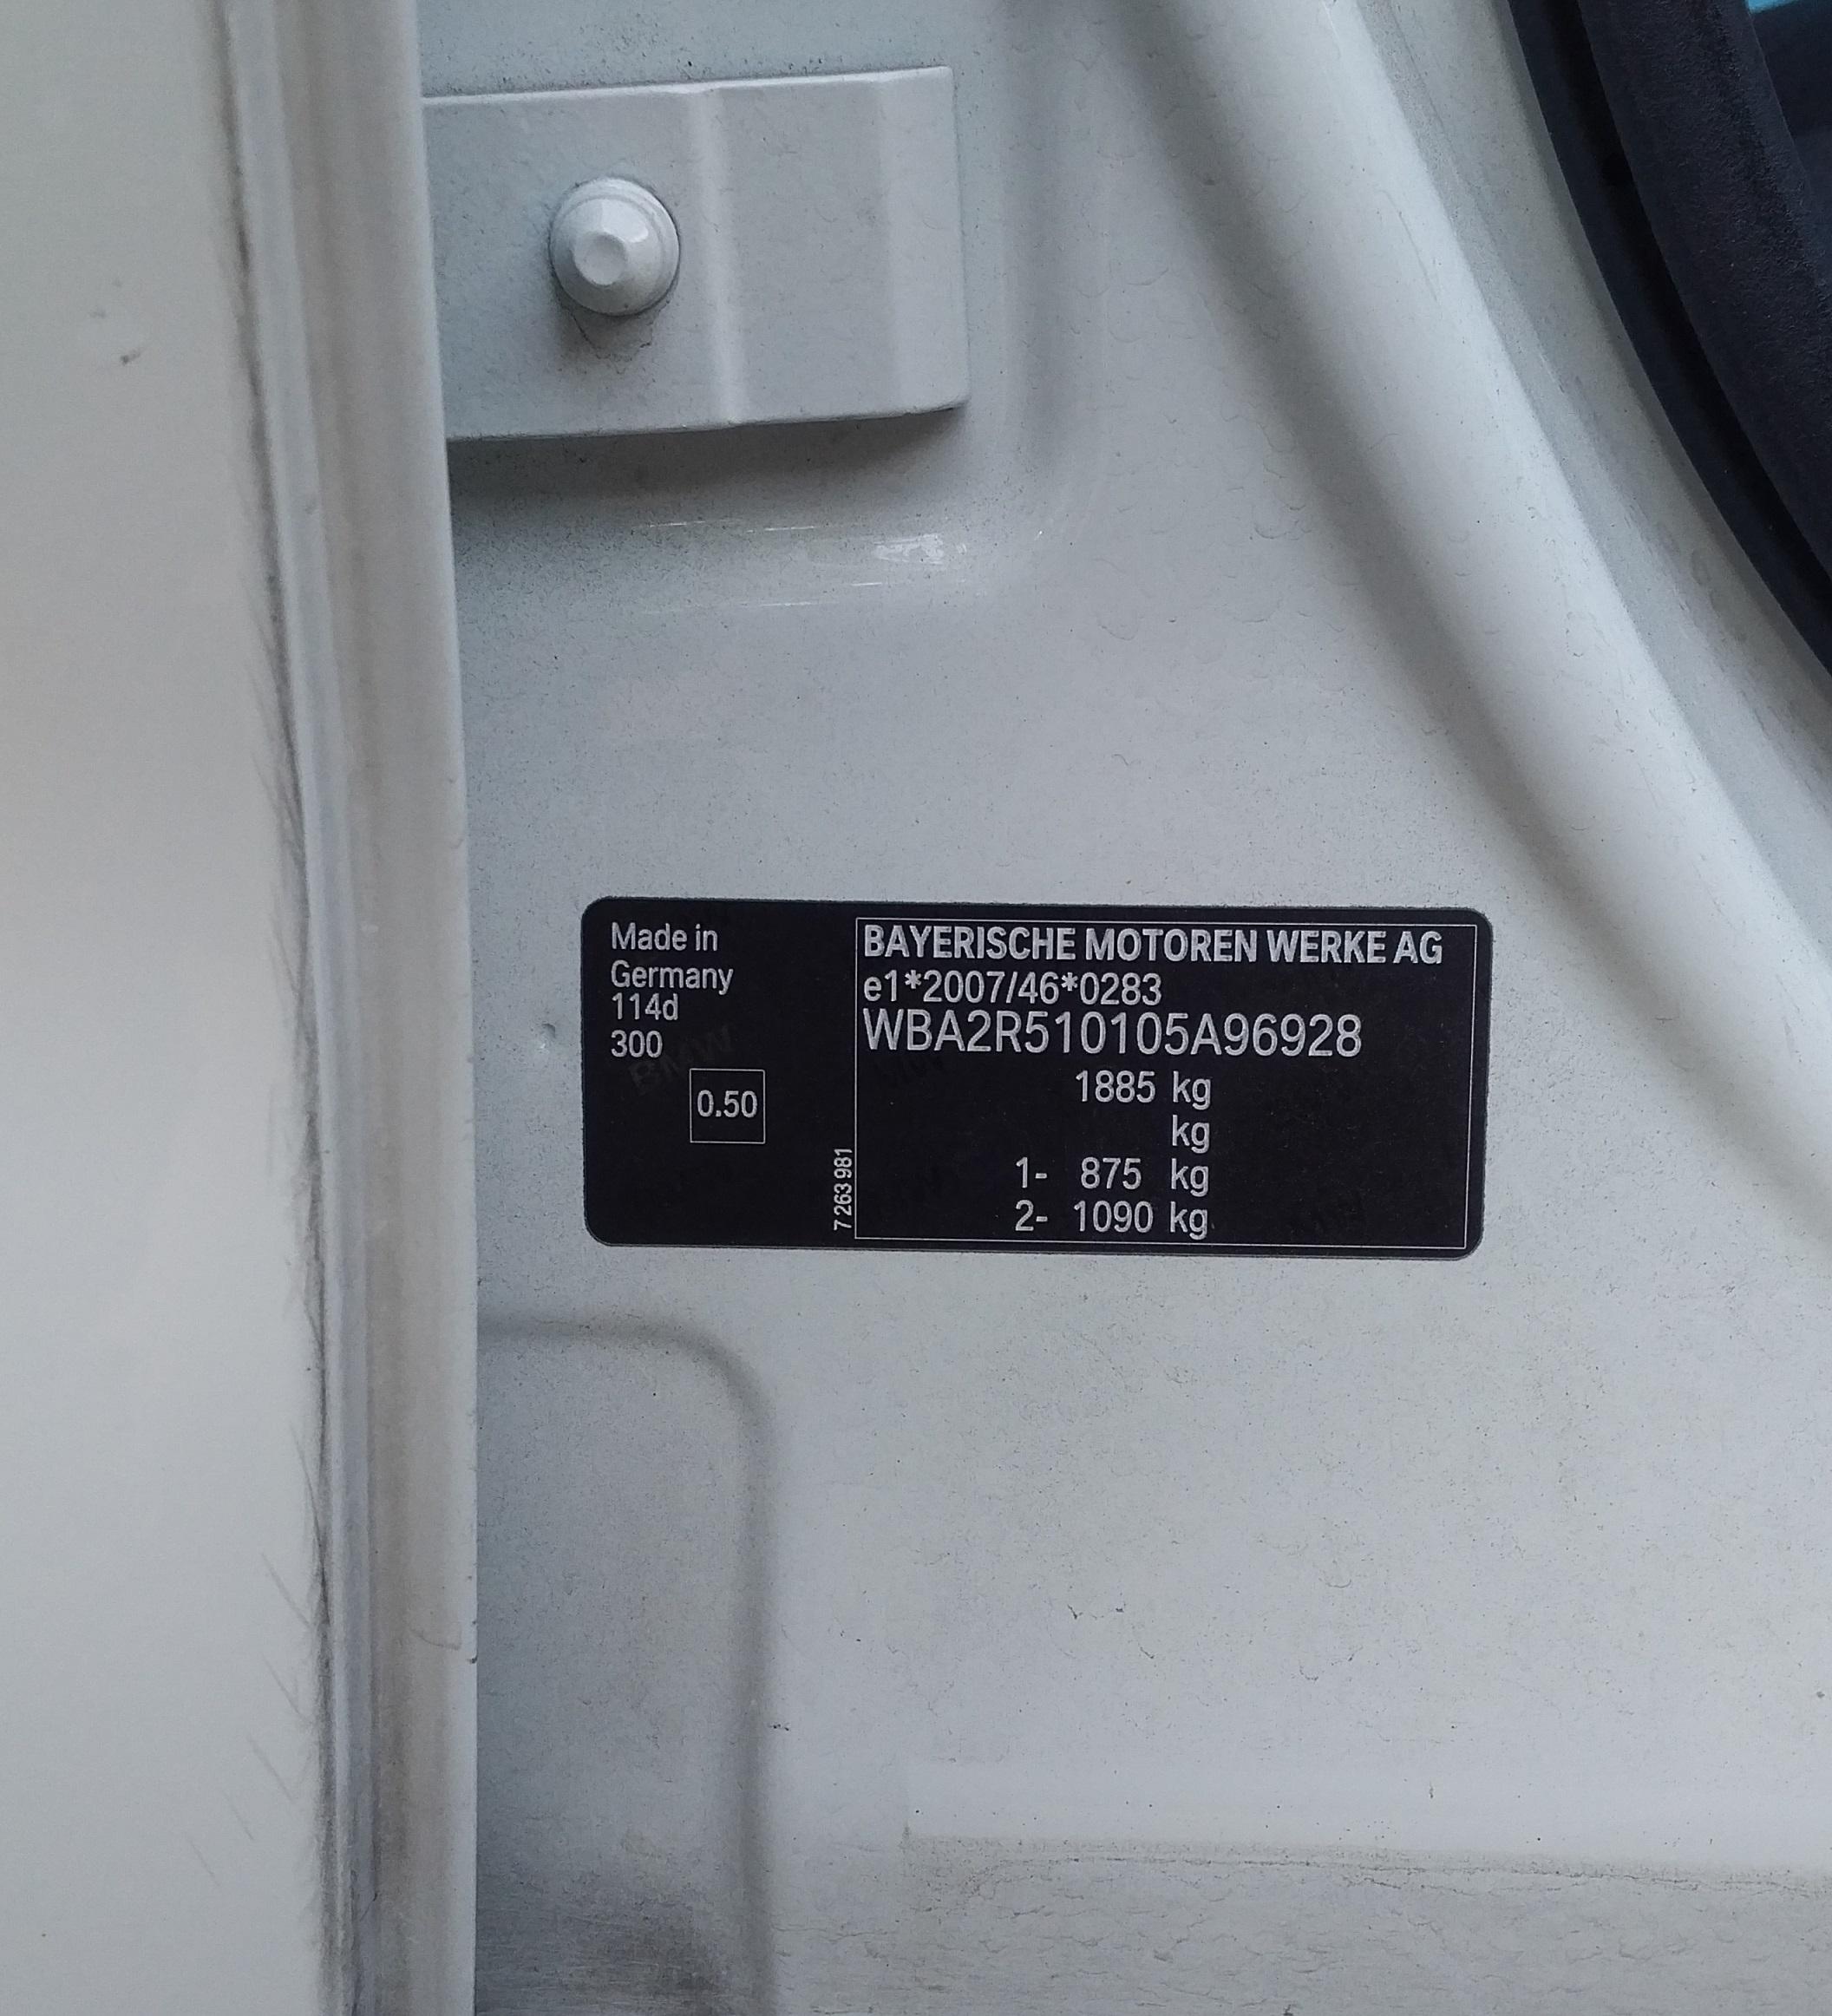 Made in
Germany
114d
300
0.50
7 263 981
BAYERISCHE MOTOREN WERKE AG
e1*2007/46*0283
WBA2R510105A96928
1885 kg
kg
1- 875 kg
2- 1090 kg
BMW